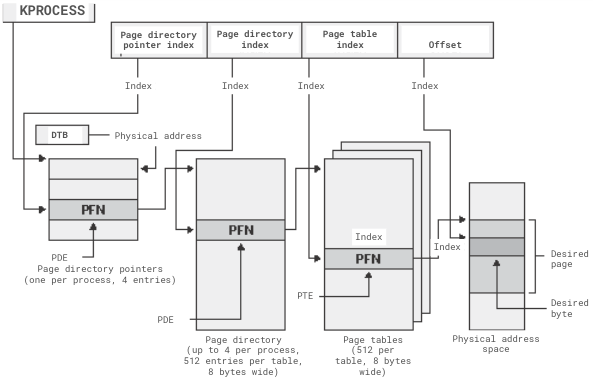 KPROCESS
Page directory
pointer index
Page directory
index
Page table
index
Offset
Index
Index
Index
Index
DTB
Physical address
PFN
PFN
Index
PFN
Index
PDE
Page directory pointers
(one per process, 4 entries)
PDE
PTE
Desired
page
Desired
byte
Page directory
(up to 4 per process,
512 entries per table,
8 bytes wide)
Page tables
(512 per
table, 8 bytes
wide)
Physical address
space